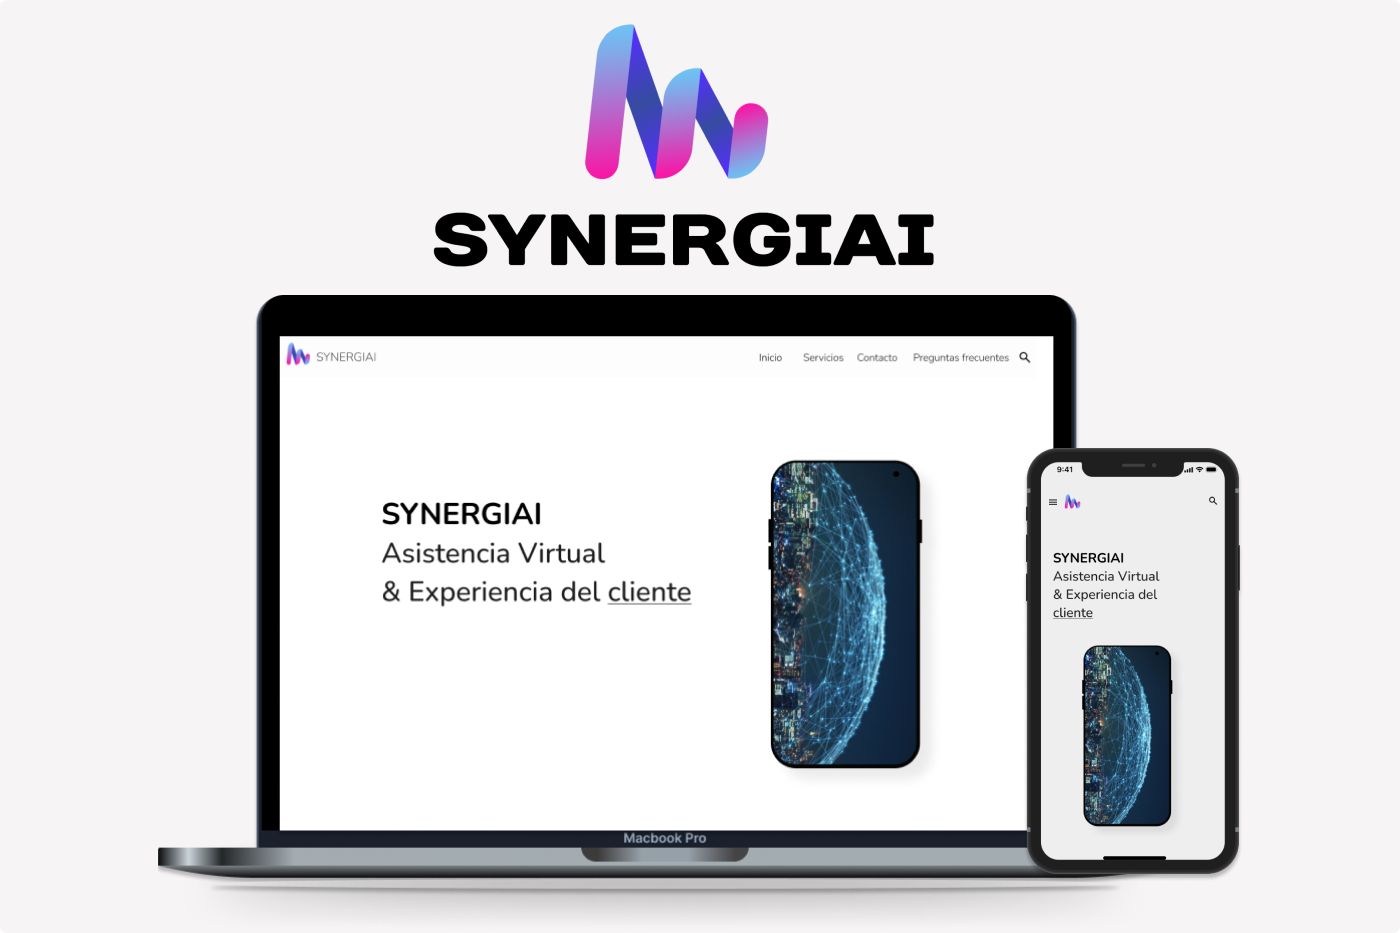 SYNERGIAI
SYNERGIAI
Inicio Servicios Contacto Preguntas frecuentes
SYNERGIAI
Asistencia Virtual
& Experiencia del cliente
Macbook Pro
9:41
SYNERGIAI
Asistencia Virtual
& Experiencia del
cliente